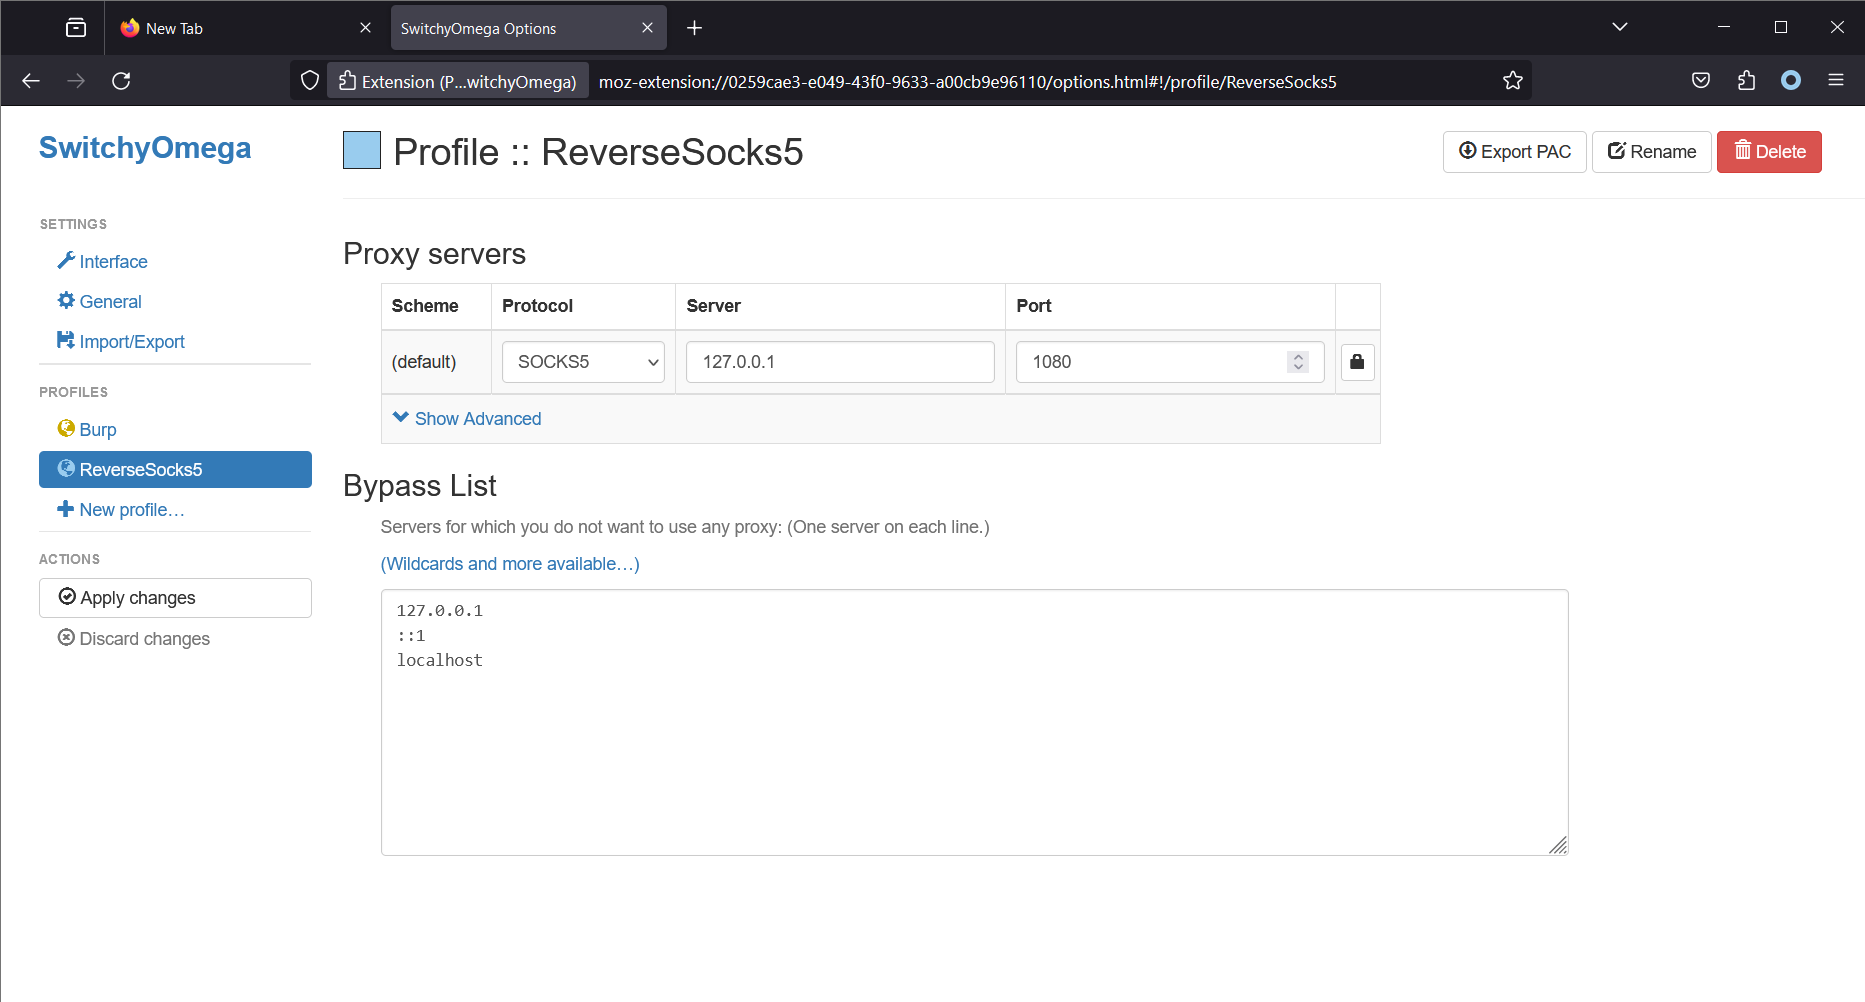 New Tab
SwitchyOmega Options
Extension (P...witchyOmega)
moz-extension://0259cae3-e049-43f0-9633-a00cb9e96110/options.html#!/profile/ReverseSocks5
SwitchyOmega
Profile :: ReverseSocks5
Export PAC
Rename
Delete
SETTINGS
Interface
General
Import/Export
PROFILES
Burp
ReverseSocks5
New profile…
ACTIONS
Apply changes
Discard changes
Proxy servers
Scheme Protocol Server Port
(default) SOCKS5 127.0.0.1 1080
Show Advanced
Bypass List
Servers for which you do not want to use any proxy: (One server on each line.)
(Wildcards and more available…)
127.0.0.1
::1
localhost